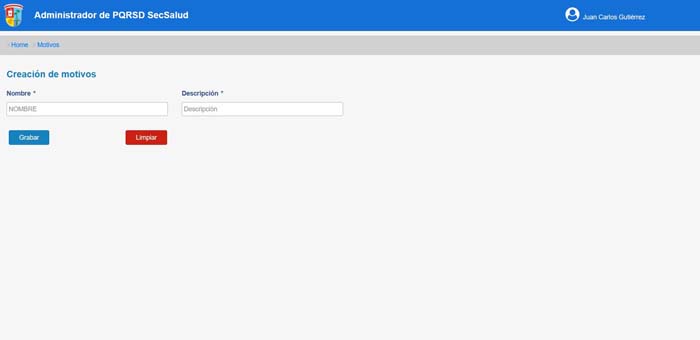 Administrador de PQRSD SecSalud
Juan Carlos Gutiérrez
Home Motivos
Creación de motivos
Nombre * Descripción *
NOMBRE Descripción
Grabar Limpiar